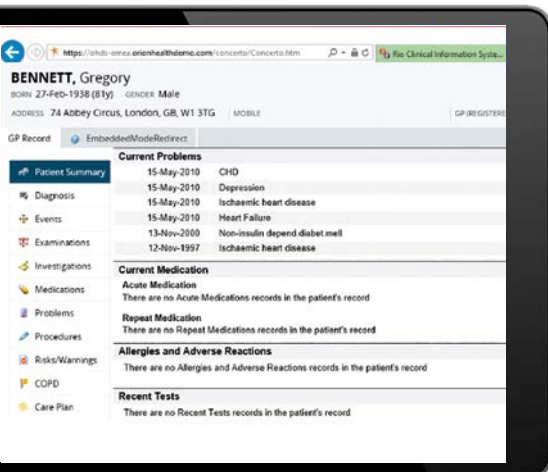 https://ohds-emea.orionhealthdemo.com/concerto/Concerto.htm
Rio Clinical Information Syste...
BENNETT, Gregory
BORN 27-Feb-1938 (81y) GENDER Male
ADDRESS 74 Abbey Circus, London, GB, W1 3TG MOBILE GP (REGISTERE
GP Record EmbeddedModeRedirect
Patient Summary
Diagnosis
Events
Examinations
Investigations
Medications
Problems
Procedures
Risks/Warnings
COPD
Care Plan
Current Problems
15-May-2010 CHD
15-May-2010 Depression
15-May-2010 Ischaemic heart disease
15-May-2010 Heart Failure
13-Nov-2000 Non-insulin depend diabet.mell
12-Nov-1997 Ischaemic heart disease
Current Medication
Acute Medication
There are no Acute Medications records in the patient's record
Repeat Medication
There are no Repeat Medications records in the patient's record
Allergies and Adverse Reactions
There are no Allergies and Adverse Reactions records in the patient's record
Recent Tests
There are no Recent Tests records in the patient's record